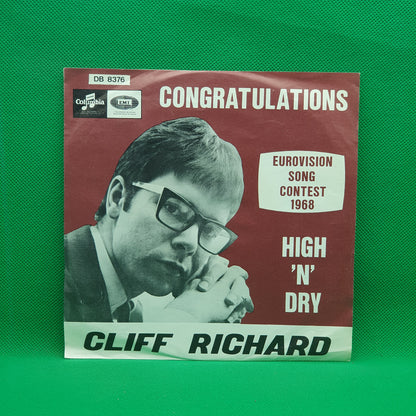 DB 8376
Columbia
EMI
CONGRATULATIONS
EUROVISION
SONG
CONTEST
1968
HIGH
'N'
DRY
CLIFF RICHARD